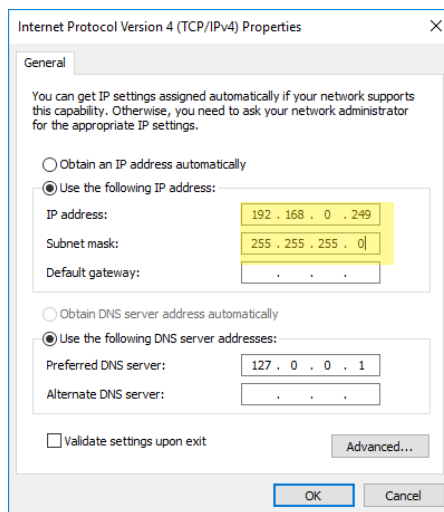 Internet Protocol Version 4 (TCP/IPv4) Properties
General
You can get IP settings assigned automatically if your network supports
this capability. Otherwise, you need to ask your network administrator
for the appropriate IP settings.
Obtain an IP address automatically
Use the following IP address:
IP address: 192 . 168 . 0 . 249
Subnet mask: 255 . 255 . 255 . 0
Default gateway: . . .
Obtain DNS server address automatically
Use the following DNS server addresses:
Preferred DNS server: 127 . 0 . 0 . 1
Alternate DNS server: . . .
Validate settings upon exit
Advanced...
OK Cancel